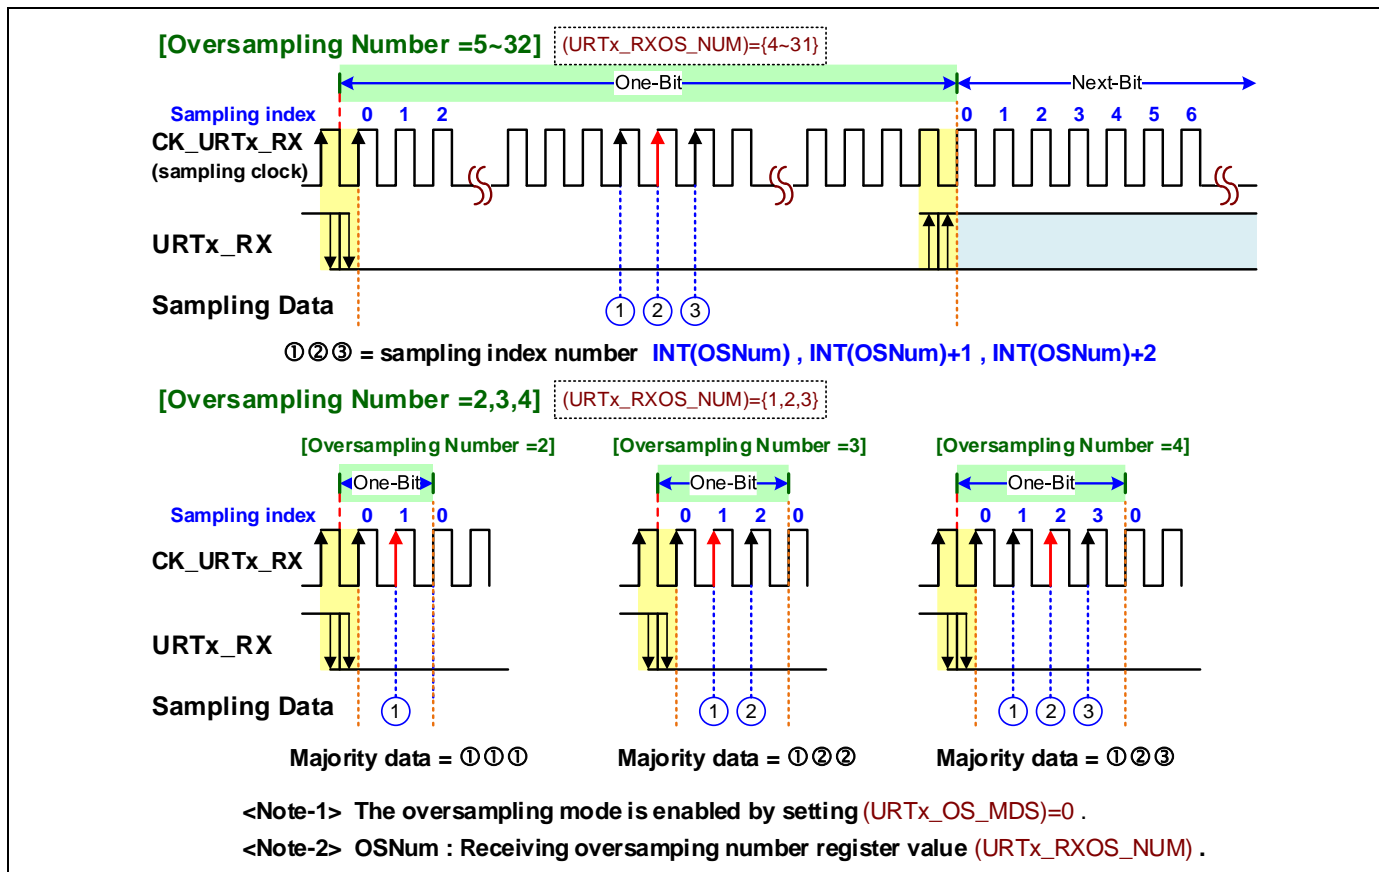 [Oversampling Number =5~32] (URTx_RXOS_NUM)={4~31}
One-Bit Next-Bit
Sampling index 0 1 2 0 1 2 3 4 5 6
CK_URTx_RX
(sampling clock)
URTx_RX
Sampling Data 1 2 3
①②③ = sampling index number INT(OSNum) , INT(OSNum)+1 , INT(OSNum)+2
[Oversampling Number =2,3,4] (URTx_RXOS_NUM)={1,2,3}
[Oversampling Number =2] [Oversampling Number =3] [Oversampling Number =4]
One-Bit One-Bit One-Bit
Sampling index 0 1 0 0 1 2 0 0 1 2 3 0
CK_URTx_RX
URTx_RX
Sampling Data 1 1 2 1 2 3
Majority data = ①①① Majority data = ①②② Majority data = ①②③
<Note-1> The oversampling mode is enabled by setting (URTx_OS_MDS)=0 .
<Note-2> OSNum : Receiving oversamping number register value (URTx_RXOS_NUM) .